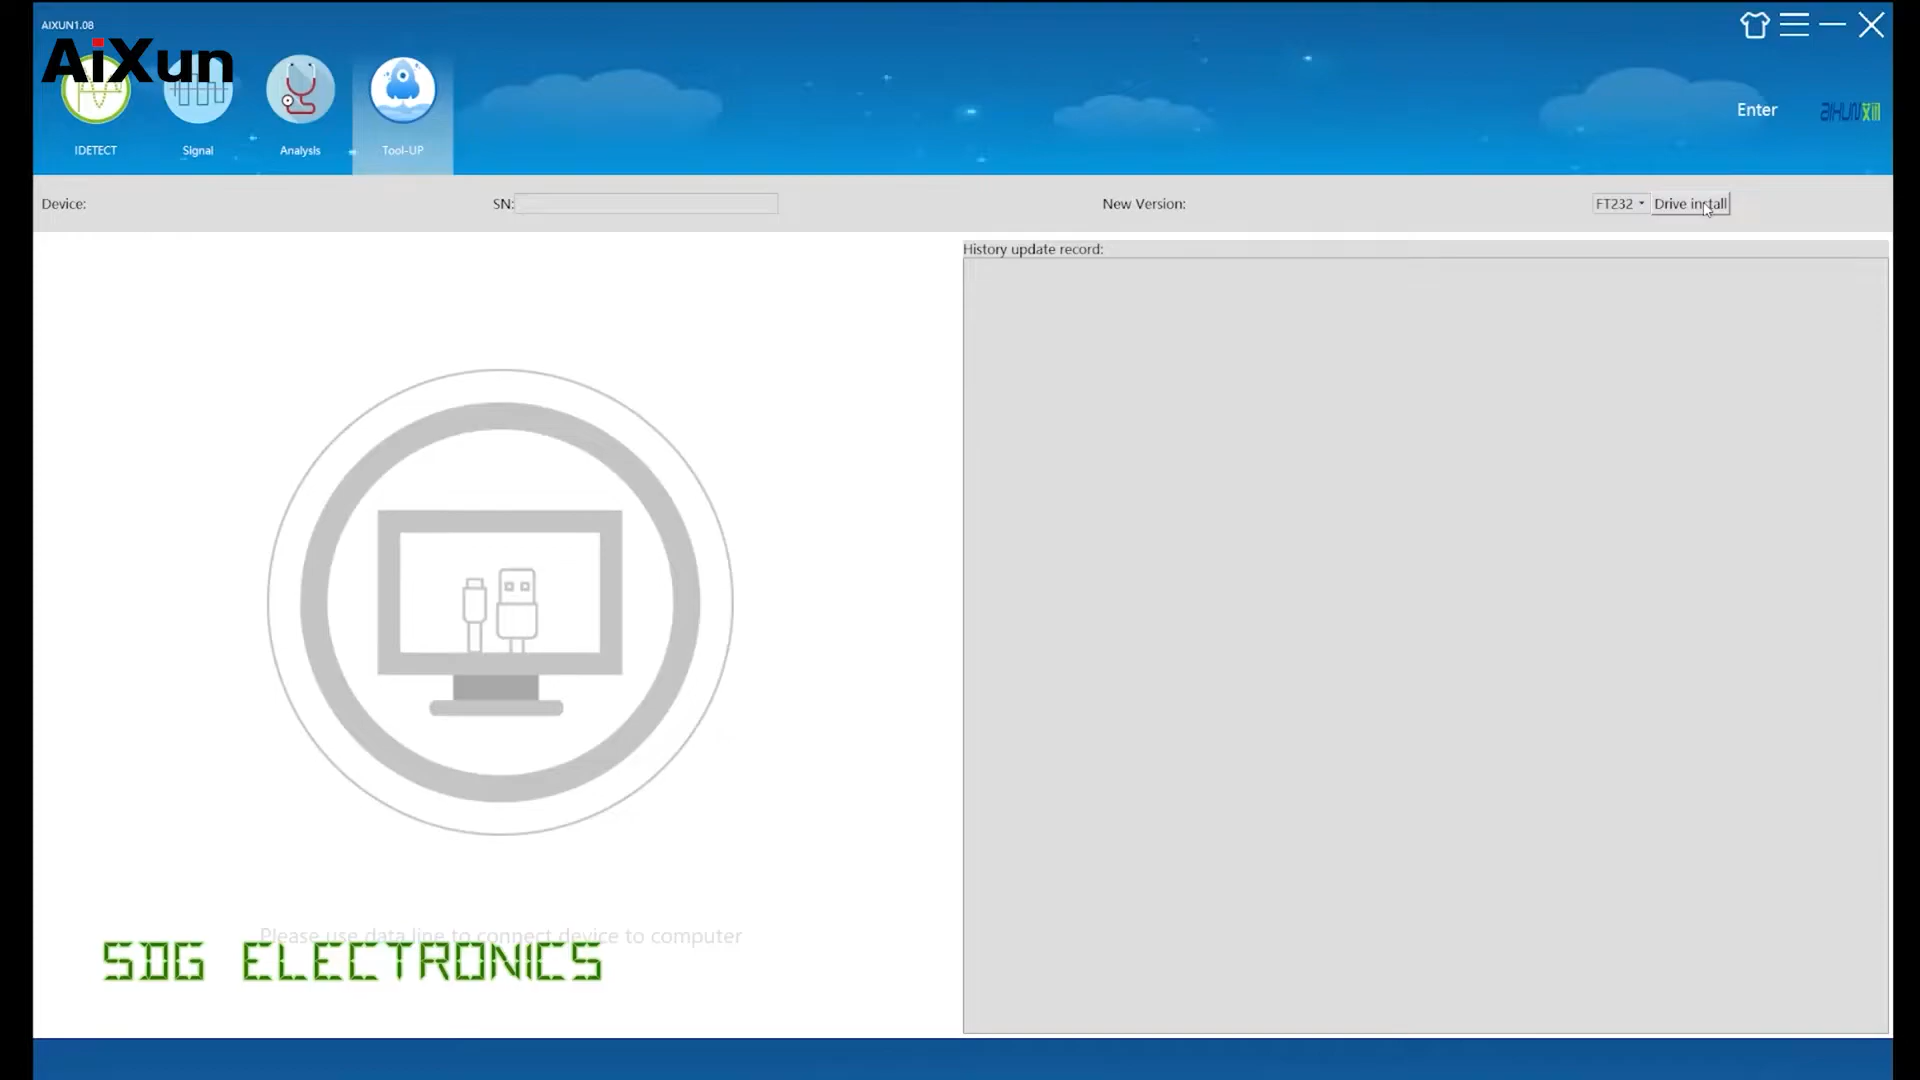 AIXUN1.08
AiXun
IDETECT
Signal
Analysis
Tool-UP
Enter
Device:
SN:
New Version:
FT232
Drive install
History update record:
Please use data line to connect device to computer
SDG ELECTRONICS